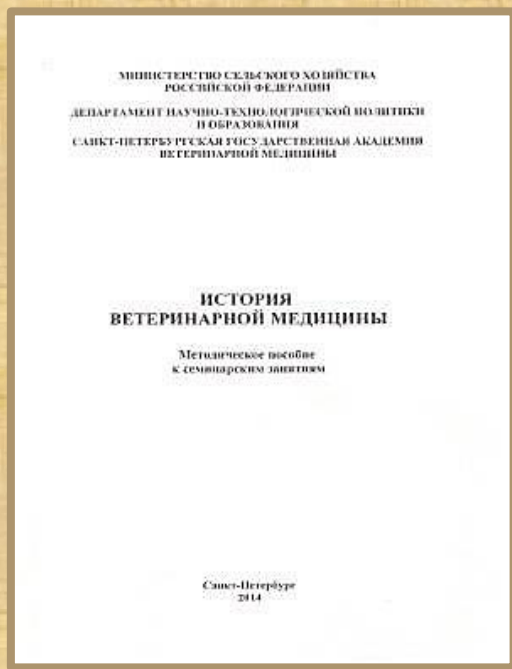 МИНИСТЕРСТВО СЕЛЬСКОГО ХОЗЯЙСТВА
РОССИЙСКОЙ ФЕДЕРАЦИИ
ДЕПАРТАМЕНТ НАУЧНО-ТЕХНОЛОГИЧЕСКОЙ ПОЛИТИКИ
И ОБРАЗОВАНИЯ
САНКТ-ПЕТЕРБУРГСКАЯ ГОСУДАРСТВЕННАЯ АКАДЕМИЯ
ВЕТЕРИНАРНОЙ МЕДИЦИНЫ
ИСТОРИЯ
ВЕТЕРИНАРНОЙ МЕДИЦИНЫ
Методическое пособие
к семинарским занятиям
Санкт-Петербург
2014